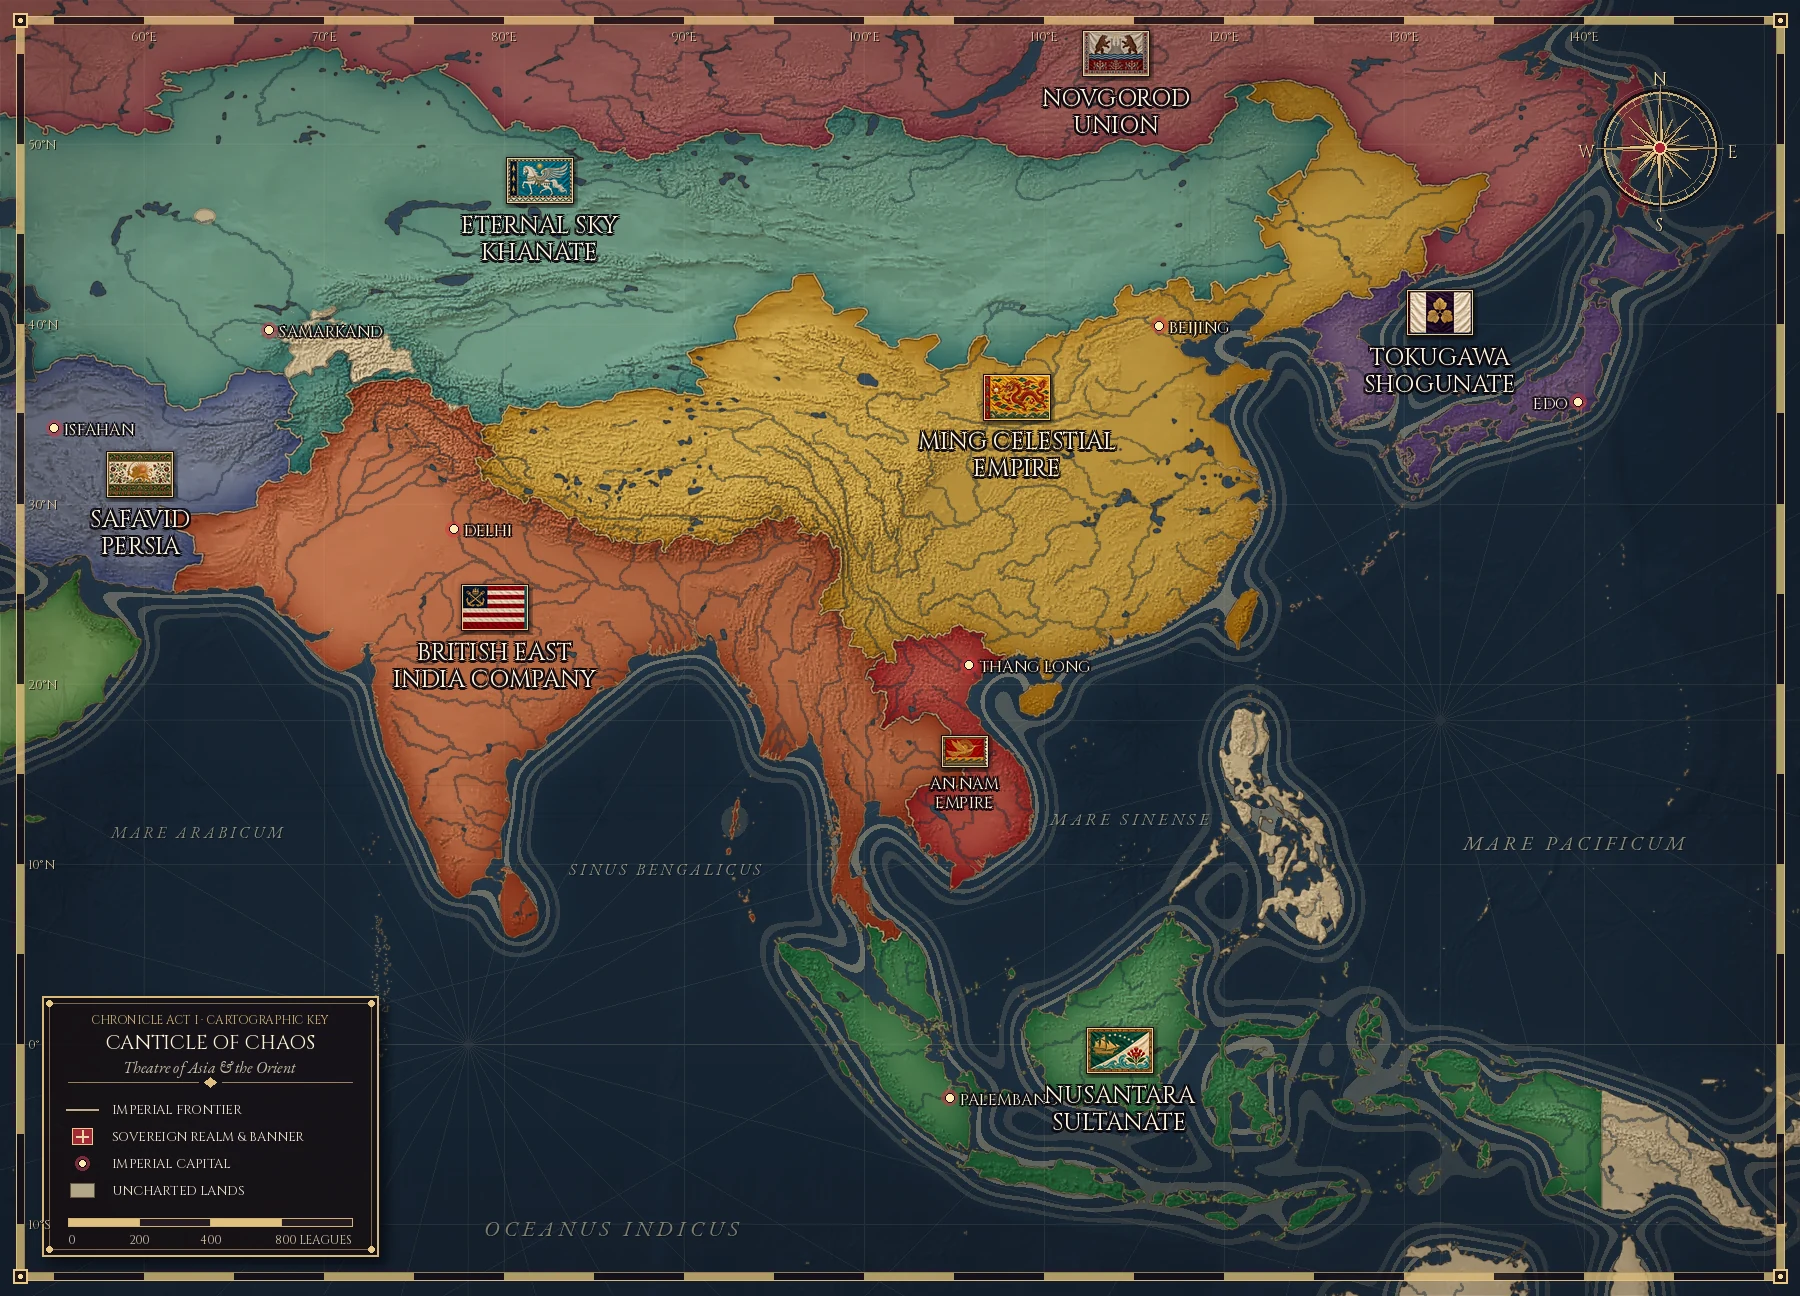 60°E
70°E
80°E
90°E
100°E
110°E
120°E
130°E
140°E
NOVGOROD
UNION
N
W
E
S
50°N
ETERNAL SKY
KHANATE
40°N
SAMARKAND
BEIJING
TOKUGAWA
SHOGUNATE
EDO
ISFAHAN
MING CELESTIAL
EMPIRE
30°N
SAFAVID
PERSIA
DELHI
BRITISH EAST
INDIA COMPANY
THANG LONG
20°N
AN NAM
EMPIRE
MARE ARABICUM
MARE SINENSE
MARE PACIFICUM
SINUS BENGALICUS
10°N
0°
PALEMBAN
NUSANTARA
SULTANATE
10°S
OCEANUS INDICUS
CHRONICLE ACT I · CARTOGRAPHIC KEY
CANTICLE OF CHAOS
Theatre of Asia & the Orient
IMPERIAL FRONTIER
SOVEREIGN REALM & BANNER
IMPERIAL CAPITAL
UNCHARTED LANDS
0 200 400 800 LEAGUES